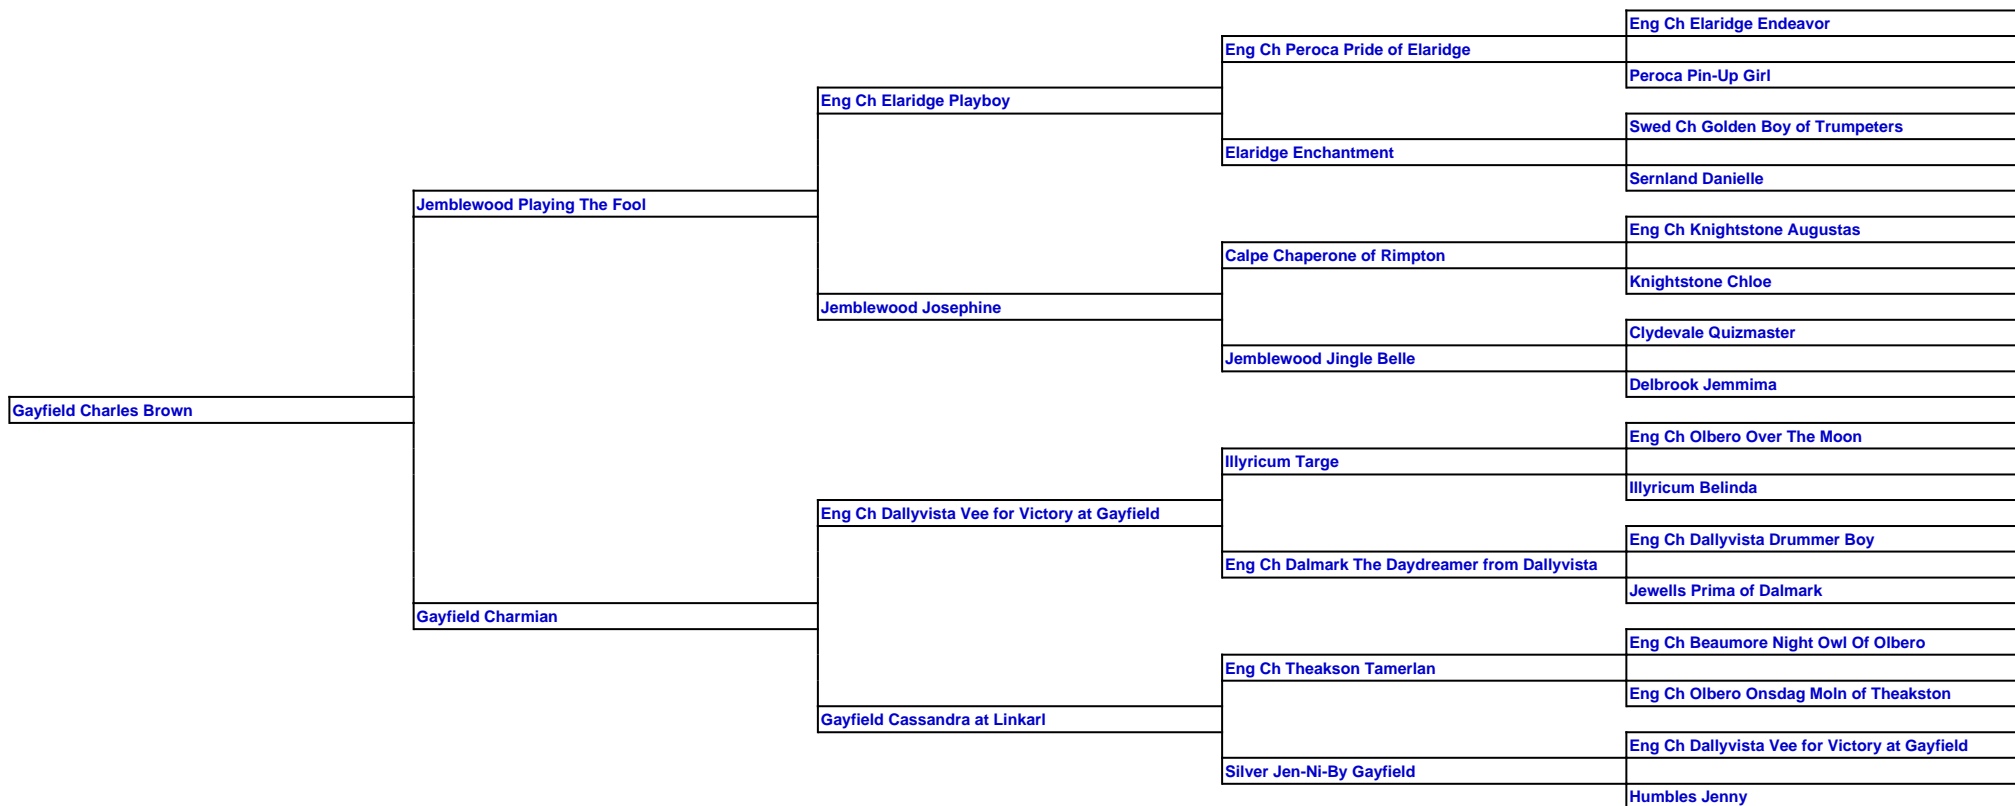 Eng Ch Elaridge Endeavor
Eng Ch Peroca Pride of Elaridge
Peroca Pin-Up Girl
Eng Ch Elaridge Playboy
Swed Ch Golden Boy of Trumpeters
Elaridge Enchantment
Sernland Danielle
Jemblewood Playing The Fool
Eng Ch Knightstone Augustas
Calpe Chaperone of Rimpton
Knightstone Chloe
Jemblewood Josephine
Clydevale Quizmaster
Jemblewood Jingle Belle
Delbrook Jemmima
Gayfield Charles Brown
Eng Ch Olbero Over The Moon
Illyricum Targe
Illyricum Belinda
Eng Ch Dallyvista Vee for Victory at Gayfield
Eng Ch Dallyvista Drummer Boy
Eng Ch Dalmark The Daydreamer from Dallyvista
Jewells Prima of Dalmark
Gayfield Charmian
Eng Ch Beaumore Night Owl Of Olbero
Eng Ch Theakson Tamerlan
Eng Ch Olbero Onsdag Moln of Theakston
Gayfield Cassandra at Linkarl
Eng Ch Dallyvista Vee for Victory at Gayfield
Silver Jen-Ni-By Gayfield
Humbles Jenny